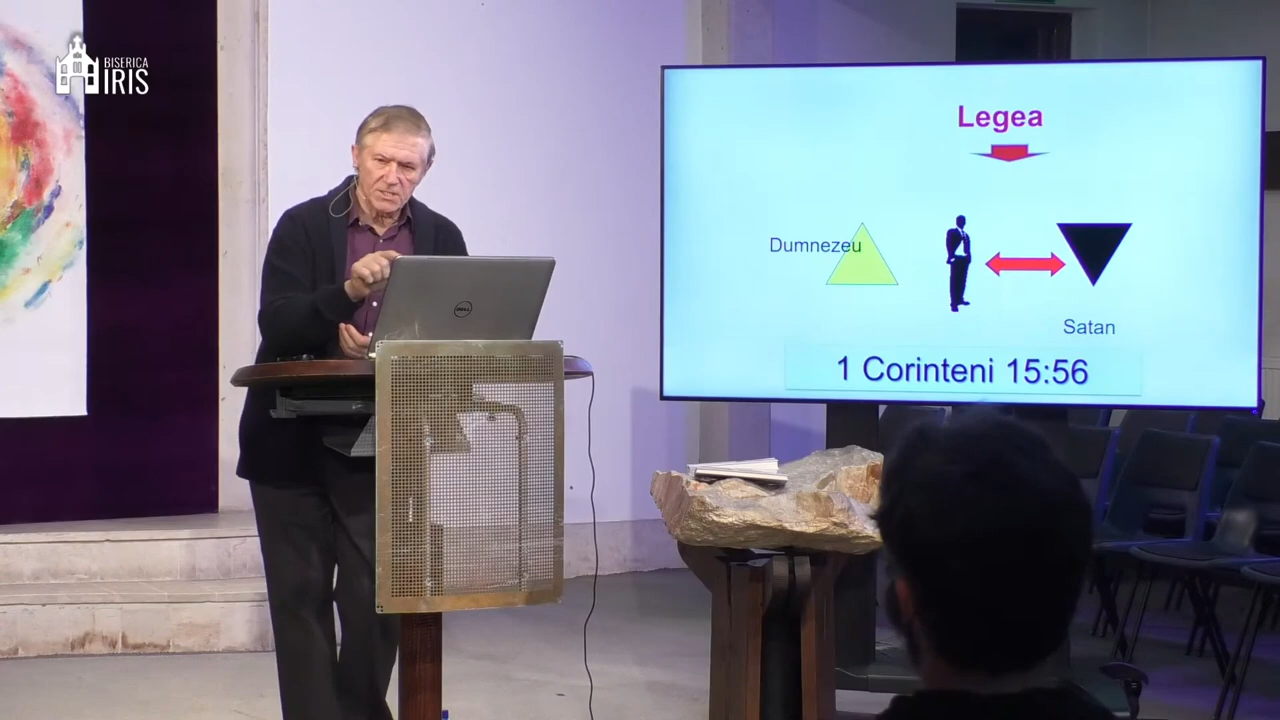 BISERICA
IRIS
Legea
Dumnezeu
Satan
1 Corinteni 15:56
DELL